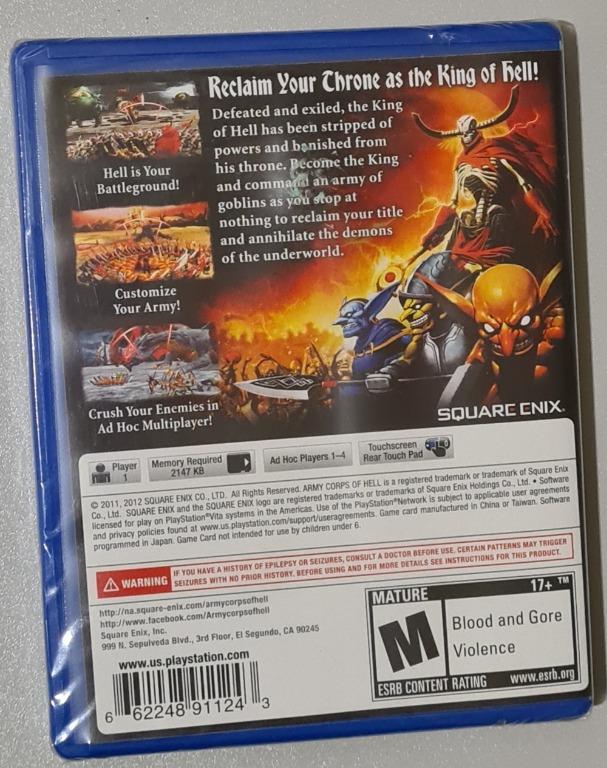 Reclaim Your Throne as the King of Hell!
Defeated and exiled, the King
of Hell has been stripped of
powers and banished from
his throne. Become the King
and command an army of
goblins as you stop at
nothing to reclaim your title
and annihilate the demons
of the underworld.
Hell is Your
Battleground!
Customize
Your Army!
Crush Your Enemies in
Ad Hoc Multiplayer!
SQUARE ENIX.
Player
1
Memory Required
2147 KB
Ad Hoc Players 1–4
Touchscreen
Rear Touch Pad
© 2011, 2012 SQUARE ENIX CO., LTD. All Rights Reserved. ARMY CORPS OF HELL is a registered trademark or trademark of Square Enix
Co., Ltd. SQUARE ENIX and the SQUARE ENIX logo are registered trademarks or trademarks of Square Enix Holdings Co., Ltd. • Software
licensed for play on PlayStation®Vita systems in the Americas. Use of the PlayStation®Network is subject to applicable user agreements
and privacy policies found at www.us.playstation.com/support/useragreements. Game card manufactured in China or Taiwan. Software
programmed in Japan. Game Card not intended for use by children under 6.
WARNING
IF YOU HAVE A HISTORY OF EPILEPSY OR SEIZURES, CONSULT A DOCTOR BEFORE USE. CERTAIN PATTERNS MAY TRIGGER
SEIZURES WITH NO PRIOR HISTORY. BEFORE USING AND FOR MORE DETAILS SEE INSTRUCTIONS FOR THIS PRODUCT.
http://na.square-enix.com/armycorpsofhell
http://www.facebook.com/Armycorpsofhell
Square Enix, Inc.
999 N. Sepulveda Blvd., 3rd Floor, El Segundo, CA 90245
www.us.playstation.com
6 62248 91124 3
MATURE 17+ ™
M
Blood and Gore
Violence
ESRB CONTENT RATING www.esrb.org